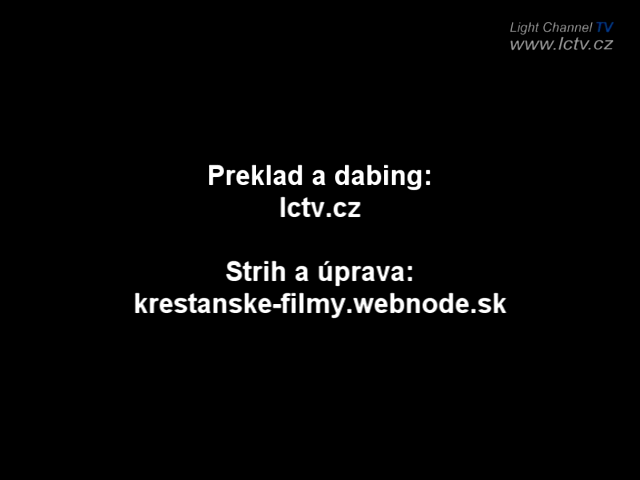 Light Channel TV
www.lctv.cz
Preklad a dabing:
lctv.cz
Strih a úprava:
krestanske-filmy.webnode.sk